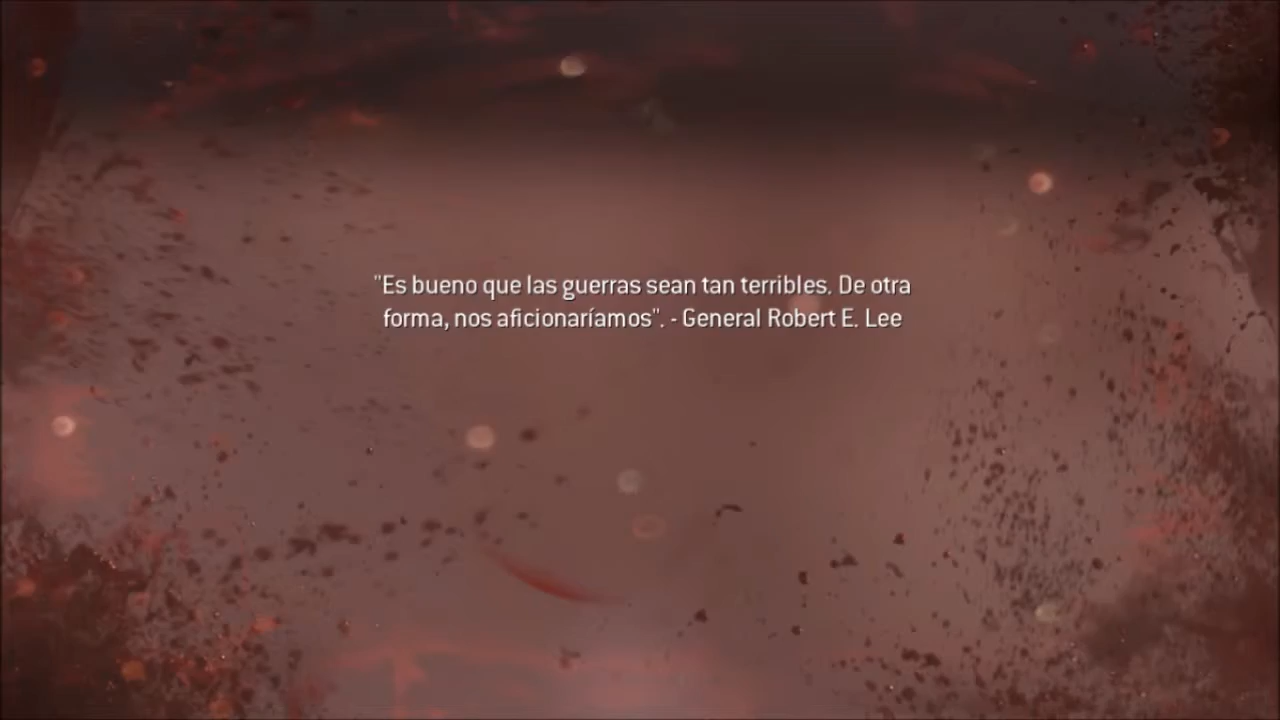 "Es bueno que las guerras sean tan terribles. De otra
forma, nos aficionaríamos". - General Robert E. Lee